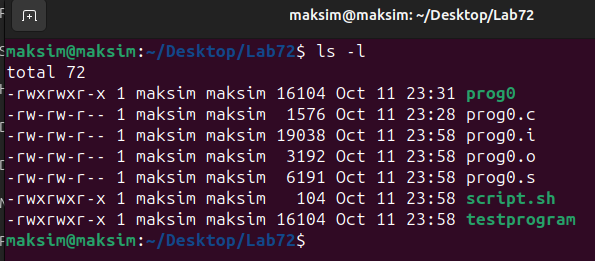 maksim@maksim: ~/Desktop/Lab72
maksim@maksim:~/Desktop/Lab72$ ls -l
total 72
-rwxrwxr-x 1 maksim maksim 16104 Oct 11 23:31 prog0
-rw-rw-r-- 1 maksim maksim  1576 Oct 11 23:28 prog0.c
-rw-rw-r-- 1 maksim maksim 19038 Oct 11 23:58 prog0.i
-rw-rw-r-- 1 maksim maksim  3192 Oct 11 23:58 prog0.o
-rw-rw-r-- 1 maksim maksim  6191 Oct 11 23:58 prog0.s
-rwxrwxr-x 1 maksim maksim   104 Oct 11 23:58 script.sh
-rwxrwxr-x 1 maksim maksim 16104 Oct 11 23:58 testprogram
maksim@maksim:~/Desktop/Lab72$